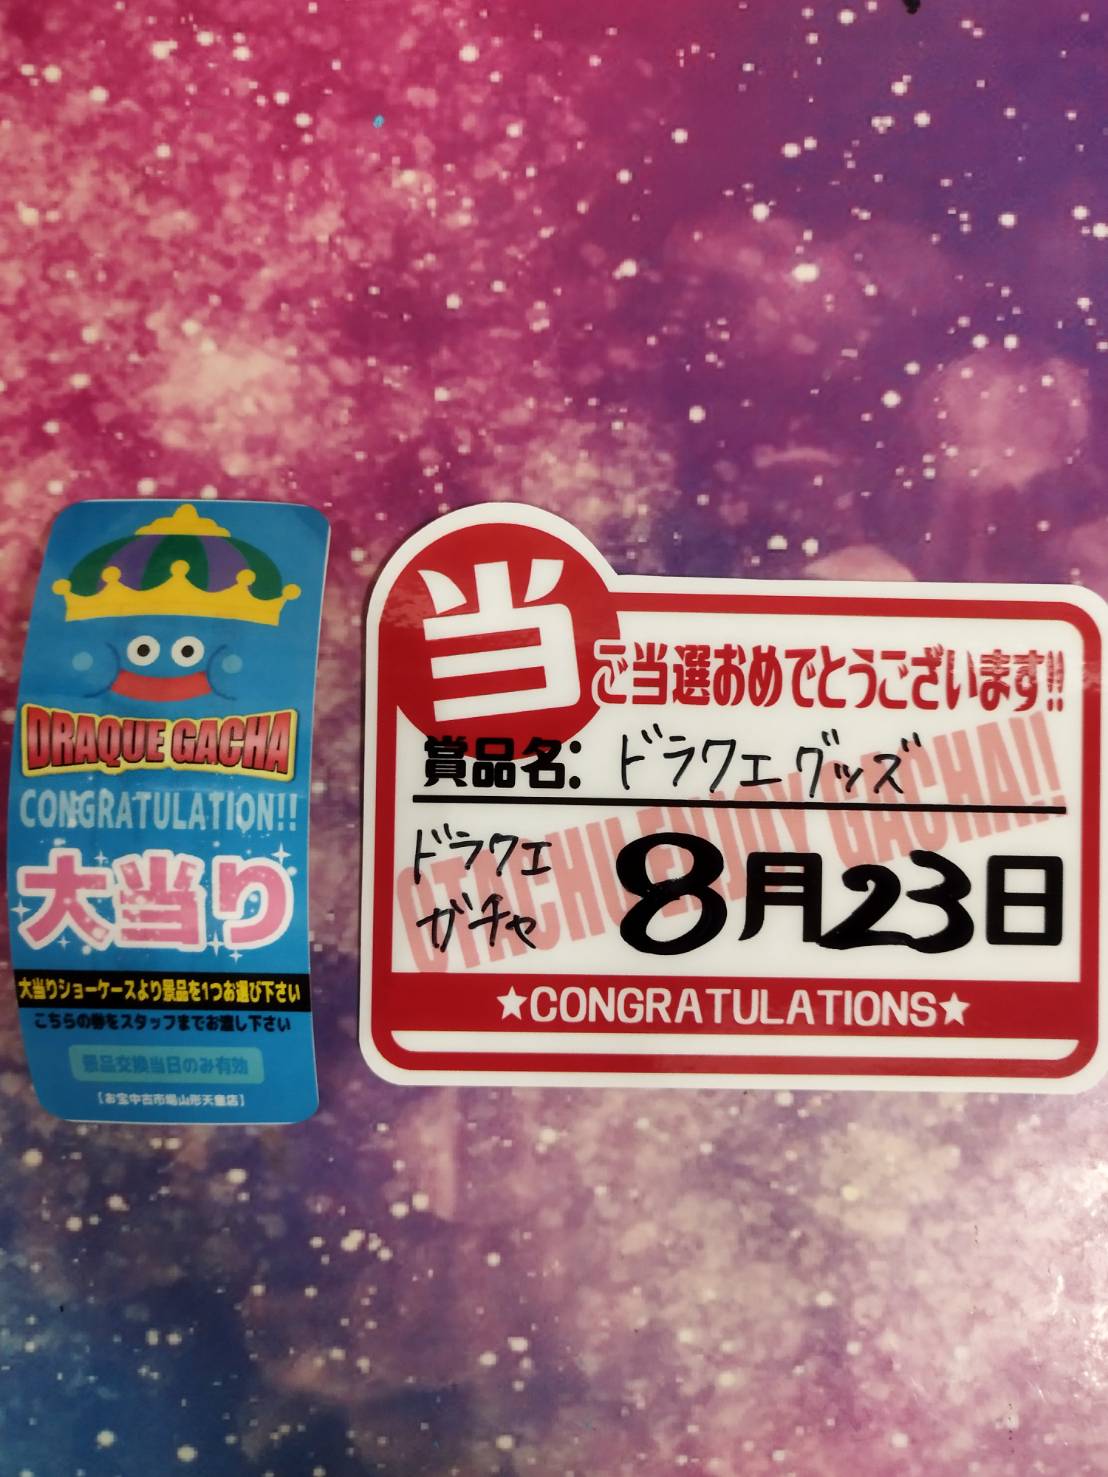 DRAQUE GACHA
CONGRATULATION!!
大当り
大当りショーケースより景品を1つお選び下さい
こちらの券をスタッフまでお渡し下さい
景品交換当日のみ有効
【お宝中古市場山形天童店】
当
ご当選おめでとうございます!!
賞品名: ドラクエグッズ
OTACHU ENJOY GACHA!!
ドラクエ
ガチャ
8月23日
★CONGRATULATIONS★